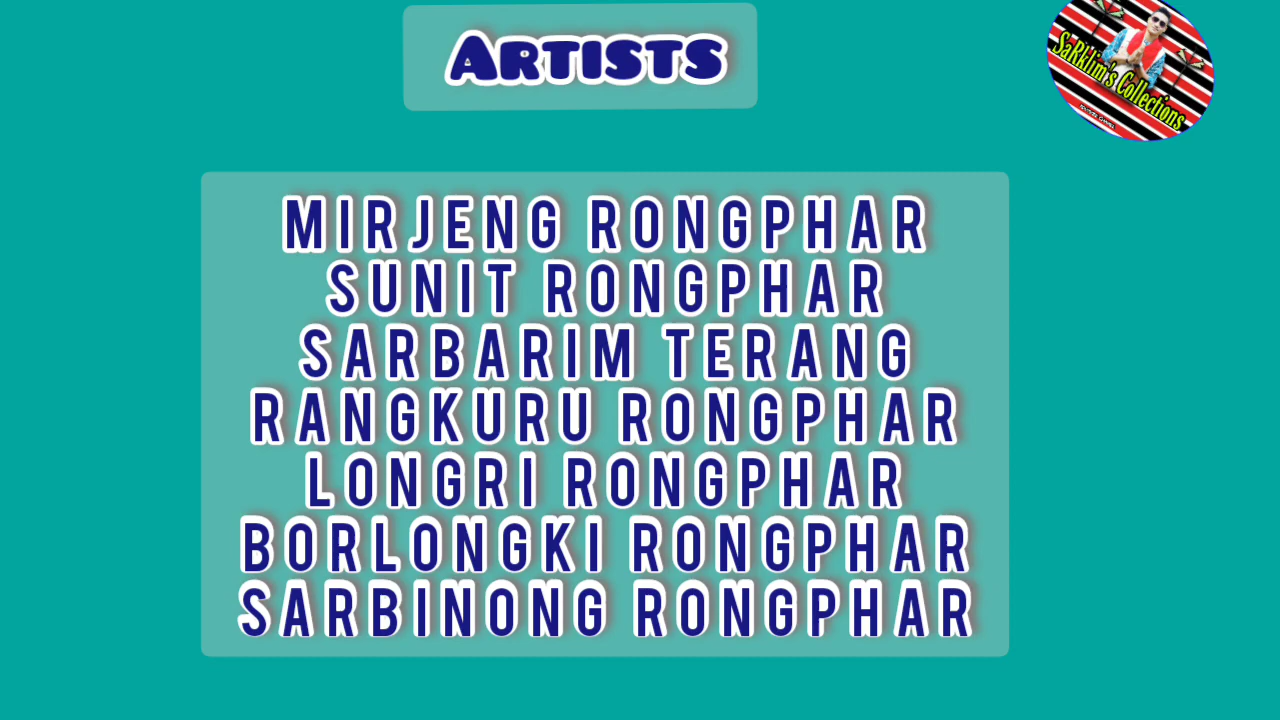 Artists
SaRklim's Collections
MIRJENG RONGPHAR
SUNIT RONGPHAR
SARBARIM TERANG
RANGKURU RONGPHAR
LONGRI RONGPHAR
BORLONGKI RONGPHAR
SARBINONG RONGPHAR